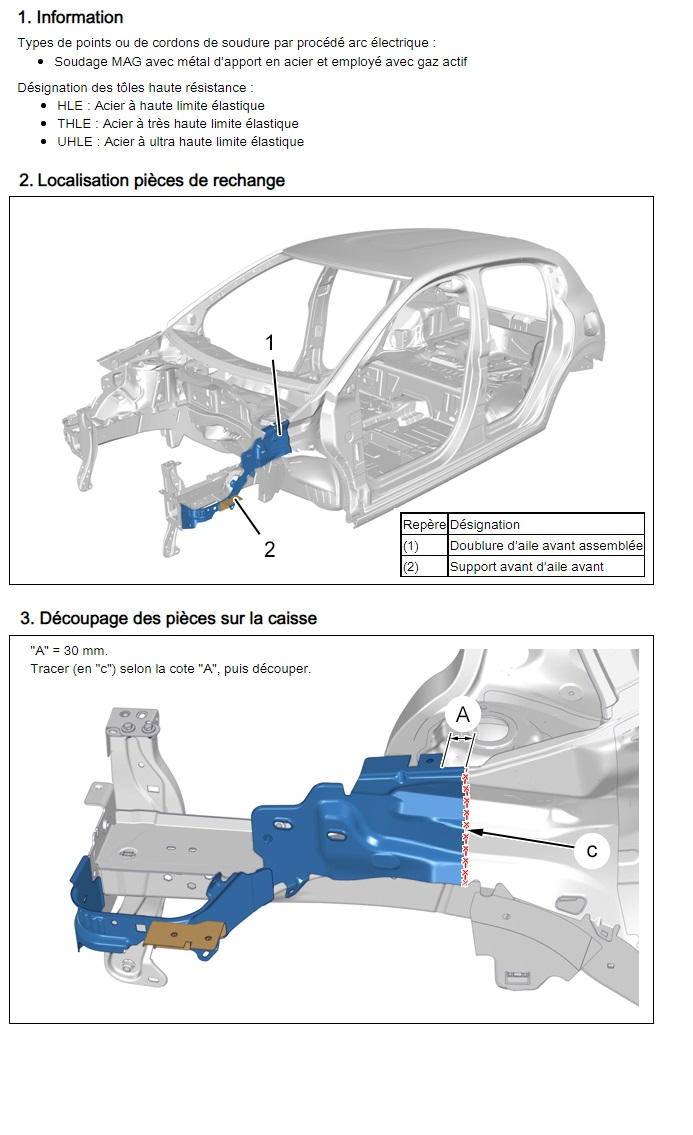 1. Information
Types de points ou de cordons de soudure par procédé arc électrique :
• Soudage MAG avec métal d'apport en acier et employé avec gaz actif
Désignation des tôles haute résistance :
• HLE : Acier à haute limite élastique
• THLE : Acier à très haute limite élastique
• UHLE : Acier à ultra haute limite élastique
2. Localisation pièces de rechange
1
2
Repère Désignation
(1) Doublure d'aile avant assemblée
(2) Support avant d'aile avant
3. Découpage des pièces sur la caisse
"A" = 30 mm.
Tracer (en "c") selon la cote "A", puis découper.
A
c